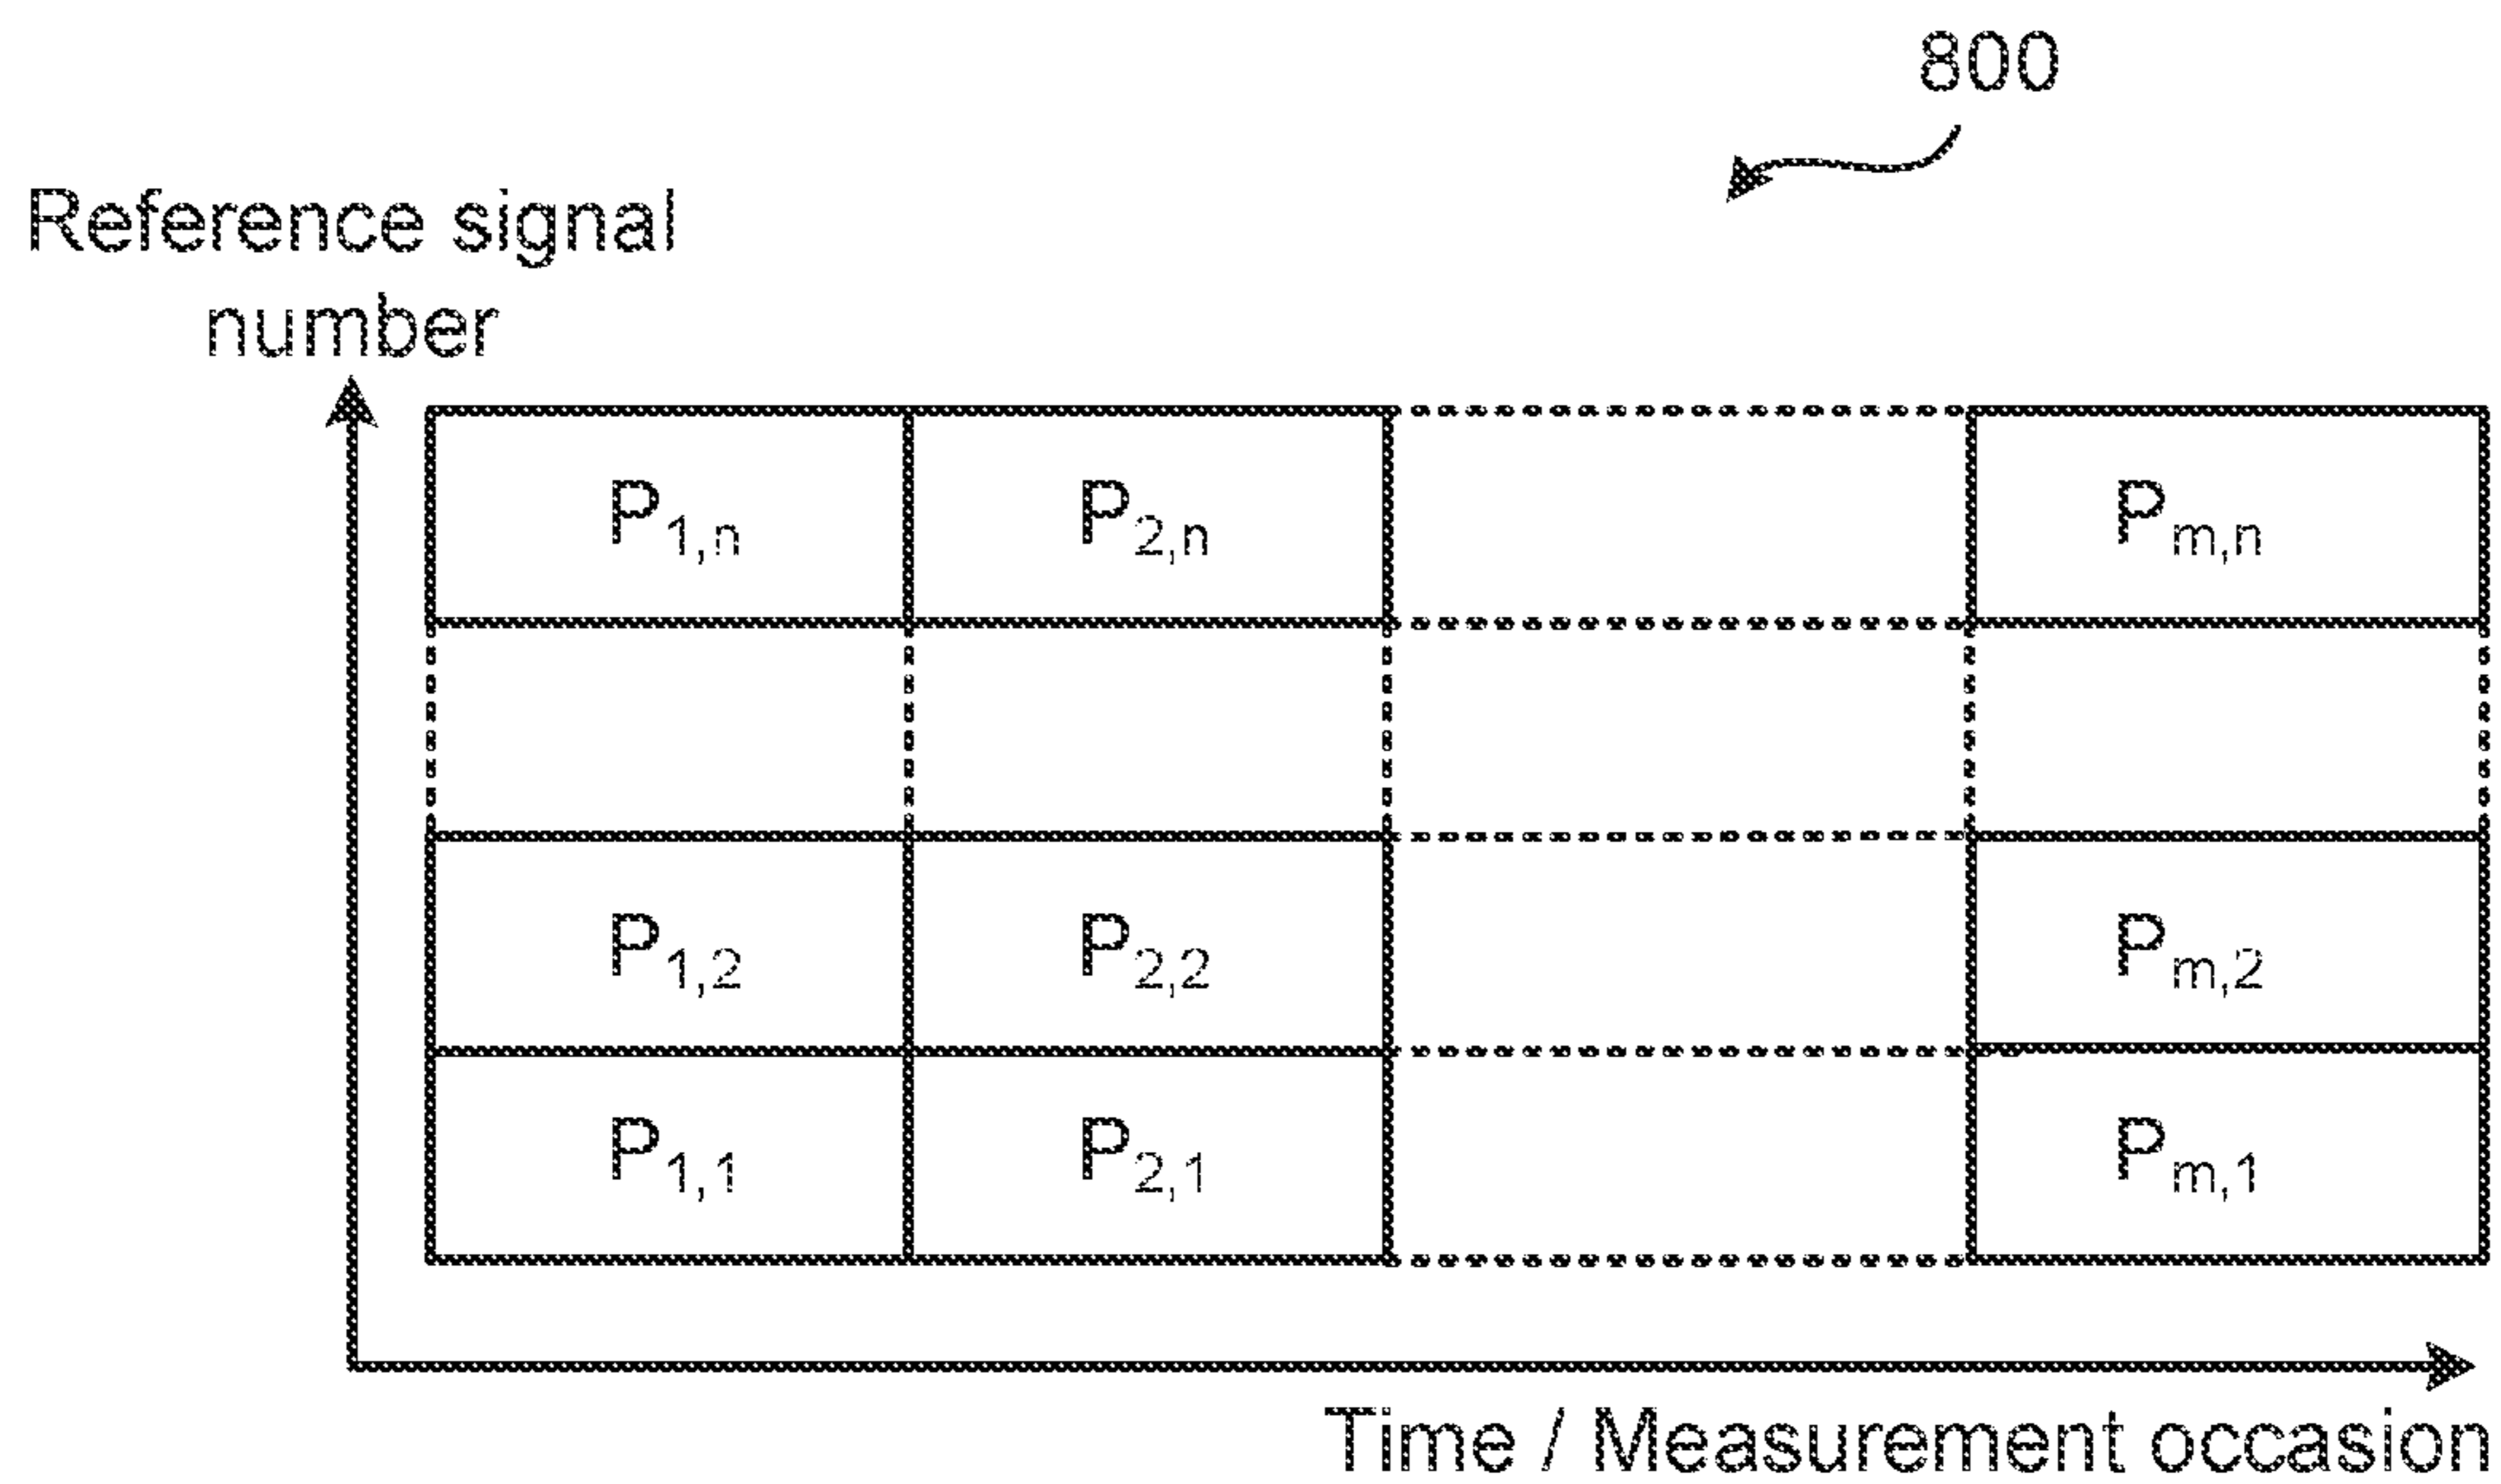 800
Reference signal
number
P1,n P2,n Pm,n
P1,2 P2,2 Pm,2
P1,1 P2,1 Pm,1
Time / Measurement occasion